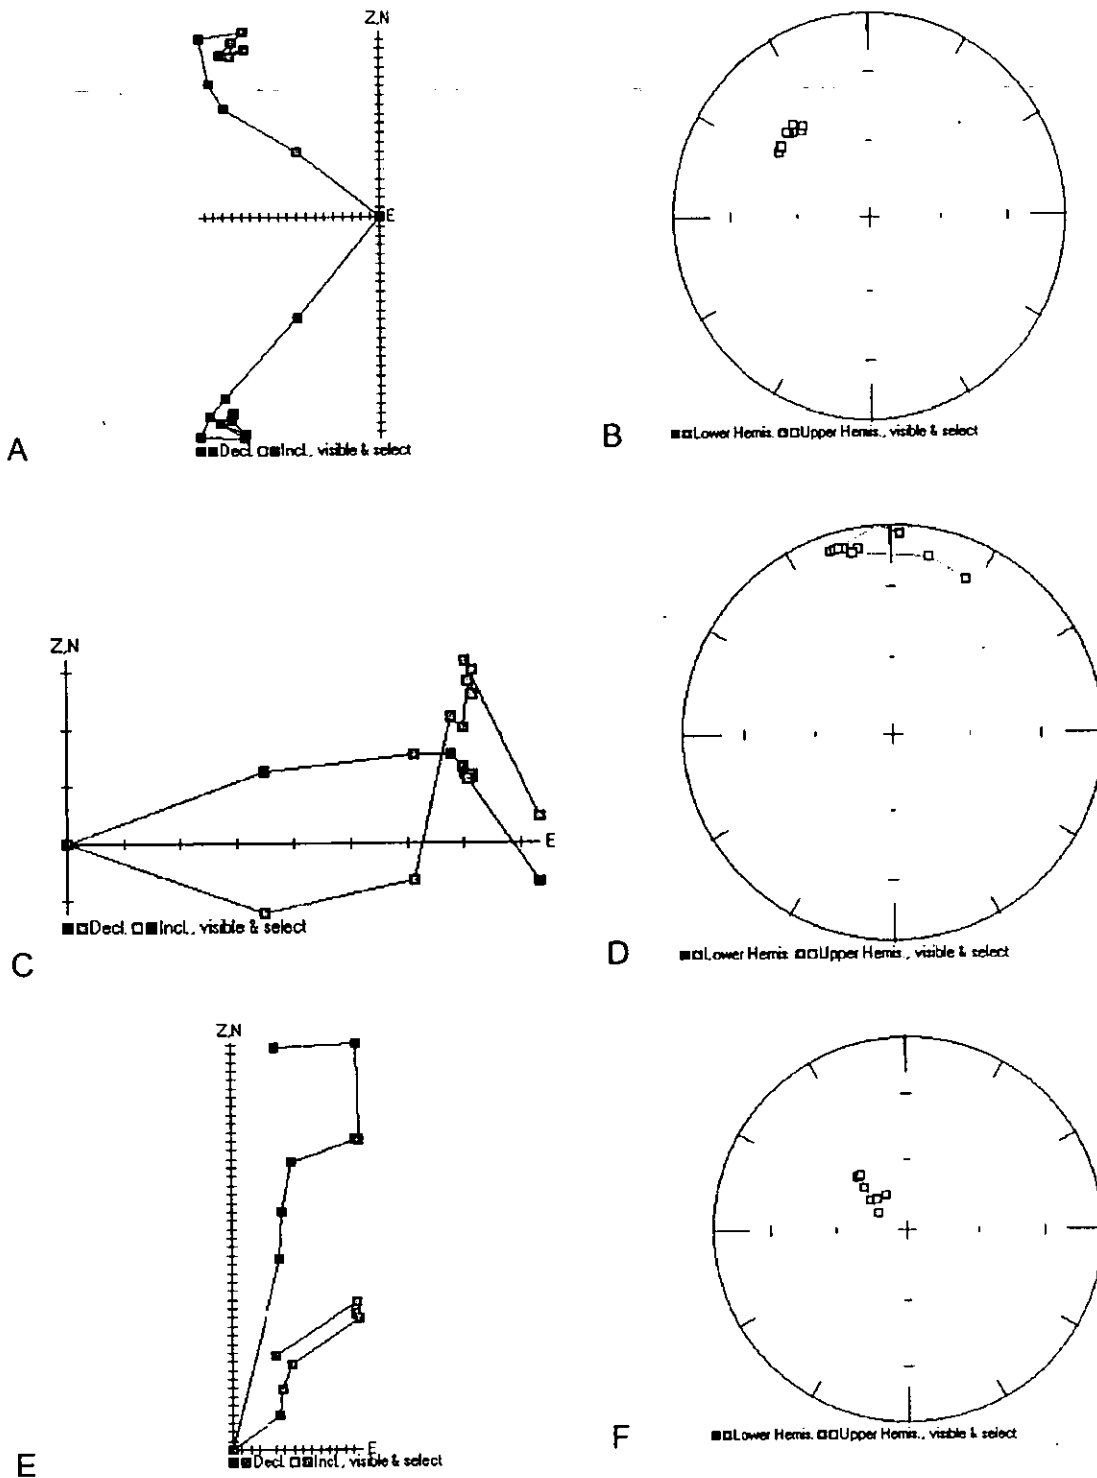 Z,N
E
A
■■Decl. □■Incl., visible & select
B
■□Lower Hemis. □□Upper Hemis., visible & select
Z,N
E
C
■□Decl. □■Incl., visible & select
D
■□Lower Hemis. □□Upper Hemis., visible & select
Z,N
E
E
■■Decl. □□Incl., visible & select
F
■□Lower Hemis. □□Upper Hemis., visible & select